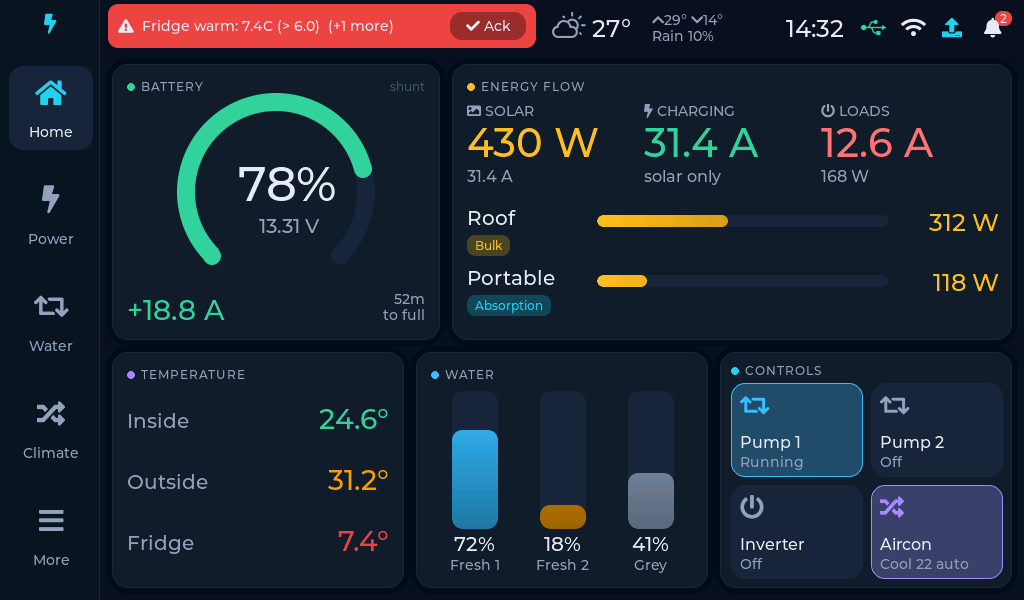 Fridge warm: 7.4C (> 6.0) (+1 more)
Ack
27°
29° 14°
Rain 10%
14:32
2
Home
Power
Water
Climate
More
BATTERY
shunt
78%
13.31 V
+18.8 A
52m
to full
ENERGY FLOW
SOLAR
430 W
31.4 A
CHARGING
31.4 A
solar only
LOADS
12.6 A
168 W
Roof
Bulk
312 W
Portable
Absorption
118 W
TEMPERATURE
Inside 24.6°
Outside 31.2°
Fridge 7.4°
WATER
72%
Fresh 1
18%
Fresh 2
41%
Grey
CONTROLS
Pump 1
Running
Pump 2
Off
Inverter
Off
Aircon
Cool 22 auto